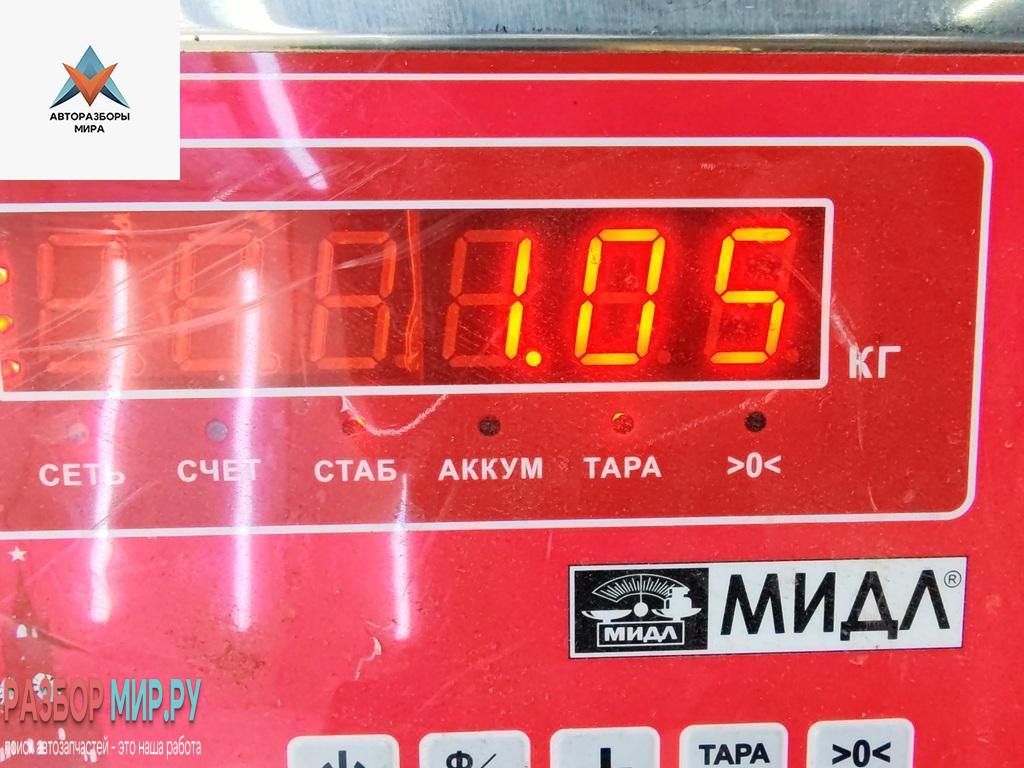 АВТОРАЗБОРЫ
МИРА
1.05
КГ
СЕТЬ СЧЕТ СТАБ АККУМ ТАРА >0<
МИДЛ
МИДЛ®
РАЗБОР МИР.РУ
поиск автозапчастей - это наша работа
ТАРА >0<